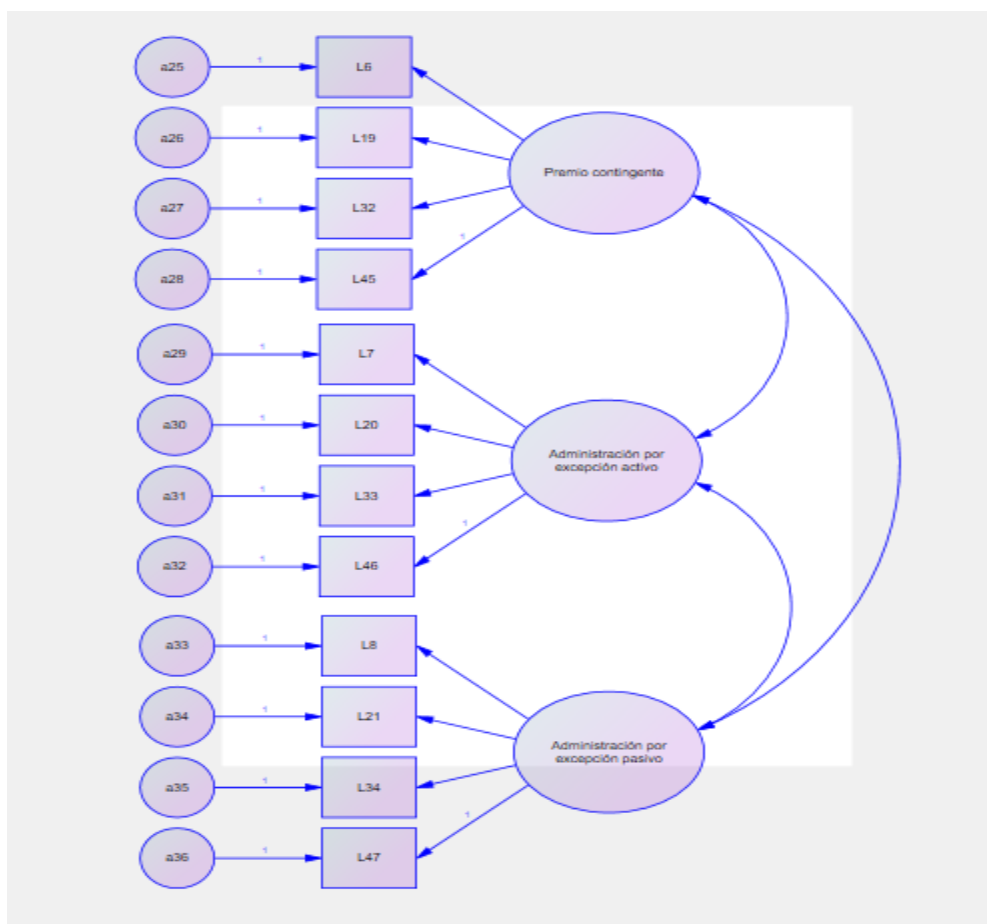 a25
1
L6
a26
1
L19
Premio contingente
a27
1
L32
1
a28
1
L45
a29
1
L7
a30
1
L20
Administración por
excepción activo
a31
1
L33
1
a32
1
L46
a33
1
L8
a34
1
L21
Administración por
excepción pasivo
a35
1
L34
1
a36
1
L47